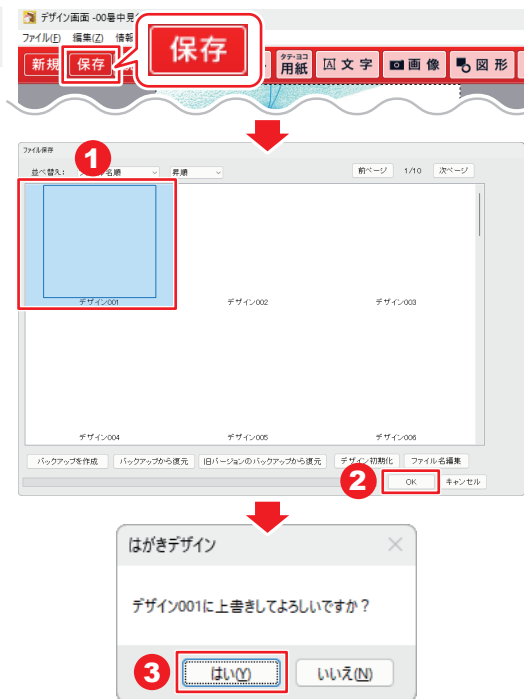 デザイン画面 -00暑中見
ファイル(F) 編集(Z) 情報
新規 保存 保存 タテ・ヨコ 用紙 A 文字 画像 図形
ファイル保存
1
並べ替え: 名順 昇順 前ページ 1/10 次ページ
デザイン001 デザイン002 デザイン003
デザイン004 デザイン005 デザイン006
バックアップを作成 バックアップから復元 旧バージョンのバックアップから復元 デザイン初期化 ファイル名編集
2 OK キャンセル
はがきデザイン
デザイン001に上書きしてよろしいですか？
3 はい(Y) いいえ(N)